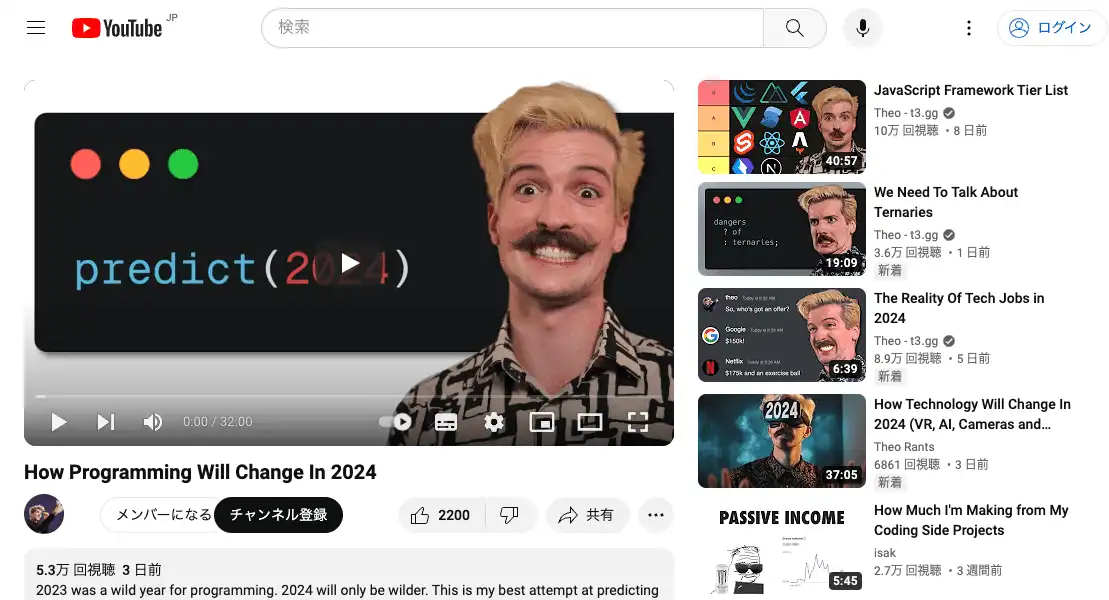 YouTube JP
検索
ログイン
predict(2024)
0:00 / 32:00
How Programming Will Change In 2024
メンバーになる
チャンネル登録
2200
共有
5.3万 回視聴 3 日前
2023 was a wild year for programming. 2024 will only be wilder. This is my best attempt at predicting
40:57
JavaScript Framework Tier List
Theo - t3.gg
10万 回視聴 ・8 日前
dangers
? of
: ternaries;
19:09
We Need To Talk About
Ternaries
Theo - t3.gg
3.6万 回視聴 ・1 日前
新着
theo Today at 9:32 AM
So, who's got an offer?
Google
$150k!
Netflix
$175k and an exercise ball
6:39
The Reality Of Tech Jobs in
2024
Theo - t3.gg
8.9万 回視聴 ・5 日前
新着
2024
37:05
How Technology Will Change In
2024 (VR, AI, Cameras and…
Theo Rants
6861 回視聴 ・3 日前
新着
PASSIVE INCOME
5:45
How Much I'm Making from My
Coding Side Projects
isak
2.7万 回視聴 ・3 週間前